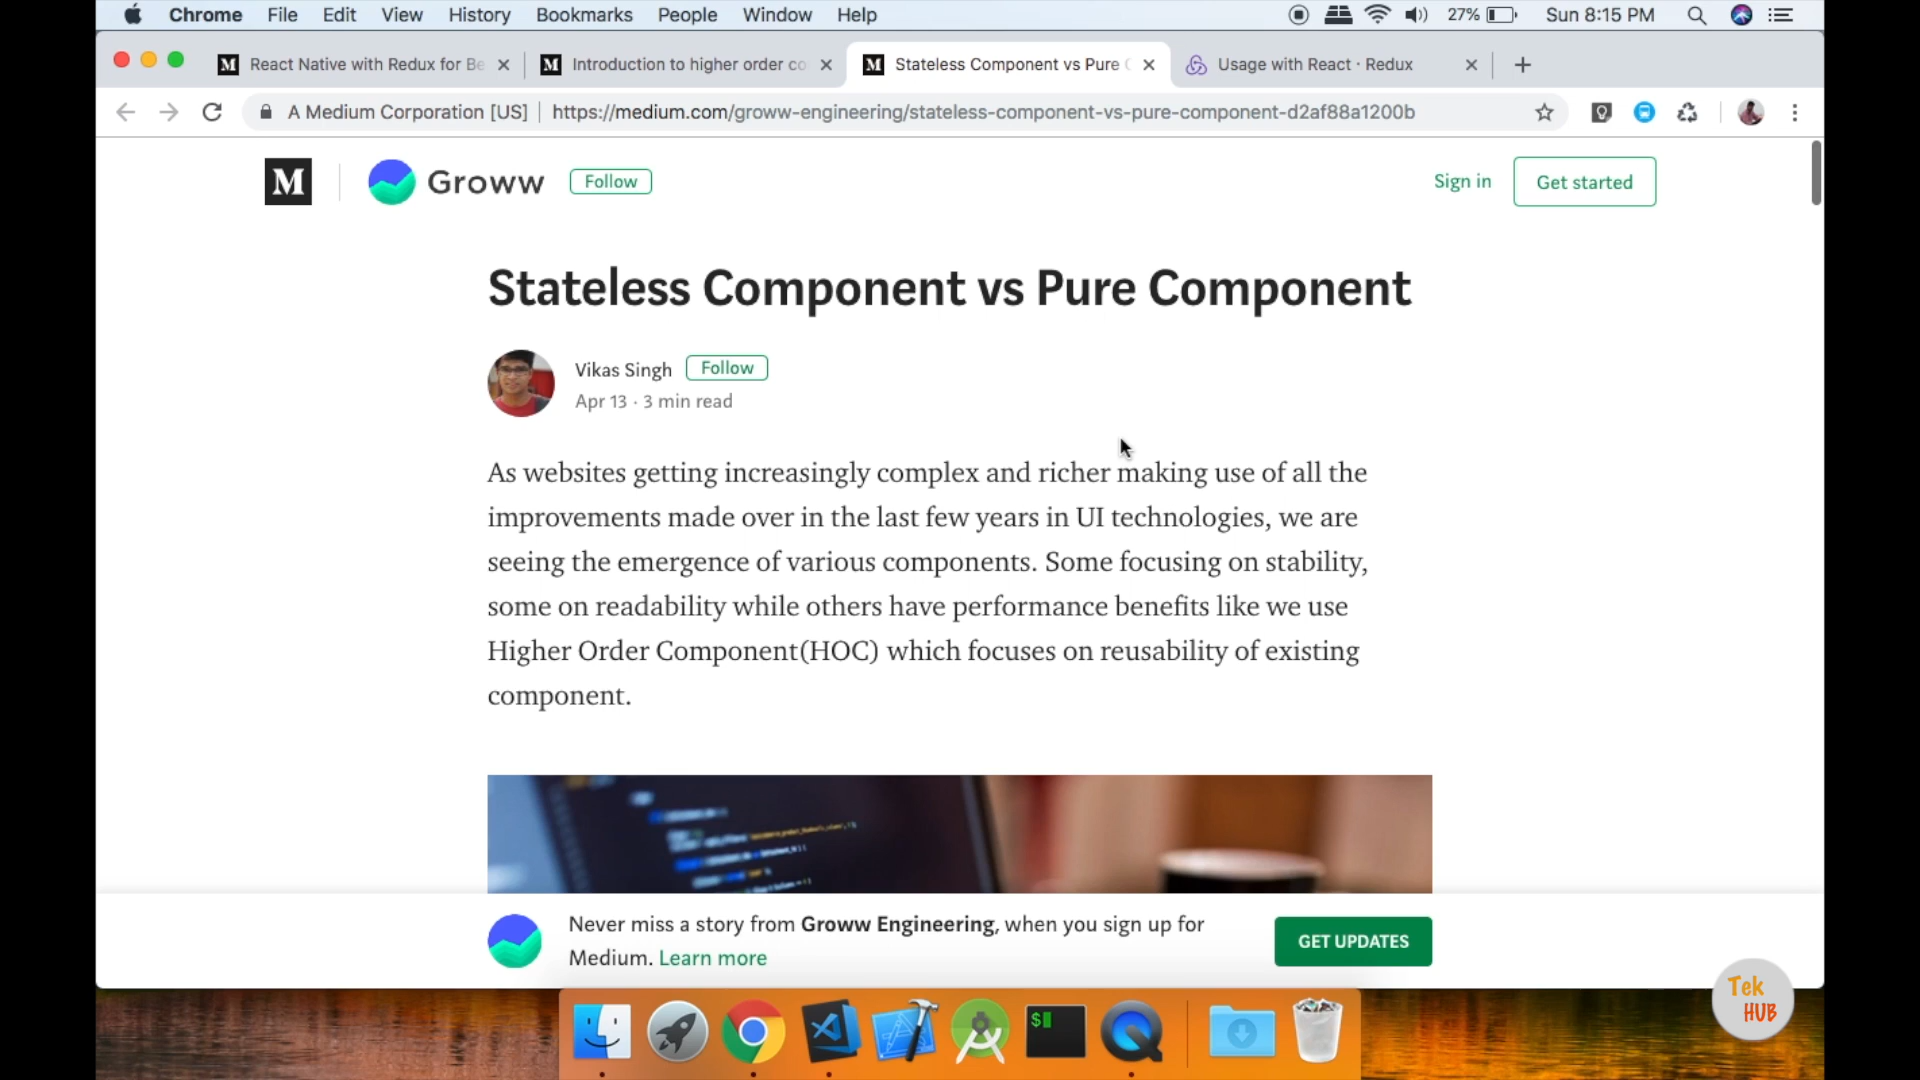 Chrome File Edit View History Bookmarks People Window Help 27% Sun 8:15 PM
M React Native with Redux for Be M Introduction to higher order co M Stateless Component vs Pure Usage with React · Redux
A Medium Corporation [US] https://medium.com/groww-engineering/stateless-component-vs-pure-component-d2af88a1200b
M Groww Follow Sign in Get started
Stateless Component vs Pure Component
Vikas Singh Follow
Apr 13 · 3 min read
As websites getting increasingly complex and richer making use of all the
improvements made over in the last few years in UI technologies, we are
seeing the emergence of various components. Some focusing on stability,
some on readability while others have performance benefits like we use
Higher Order Component(HOC) which focuses on reusability of existing
component.
Never miss a story from Groww Engineering, when you sign up for
Medium. Learn more
GET UPDATES
$
Tek
HUB